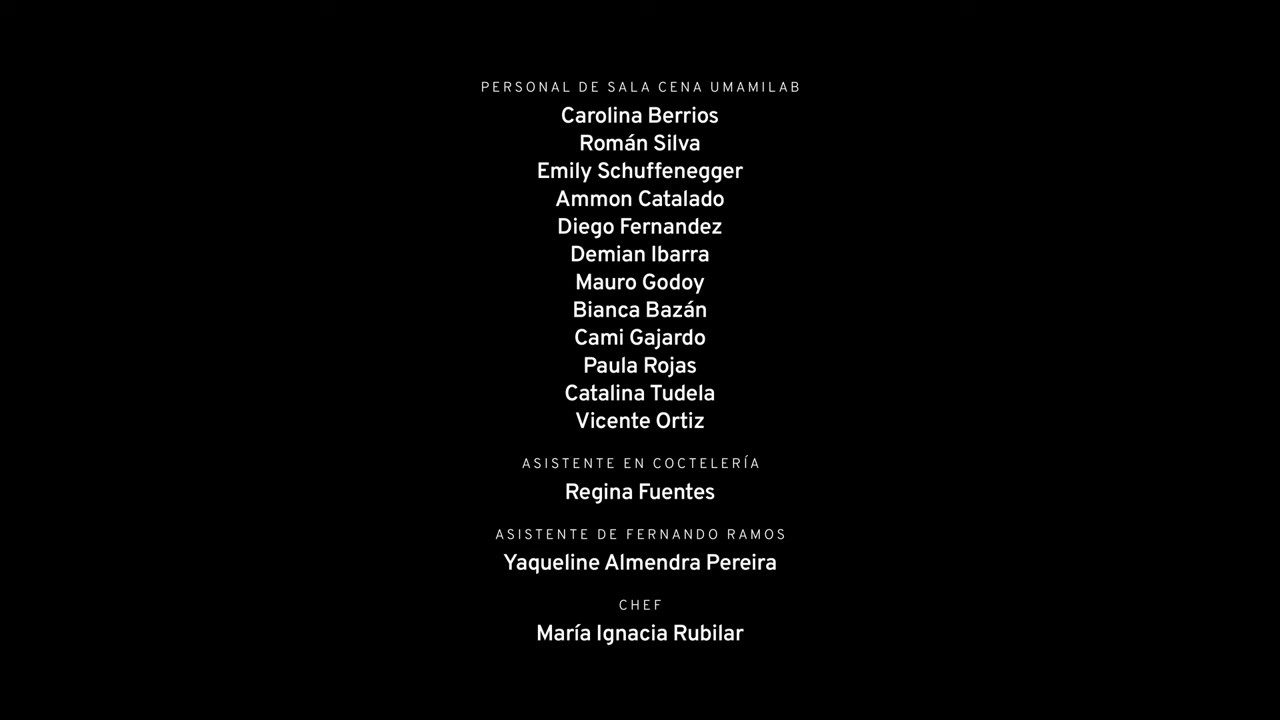 PERSONAL DE SALA CENA UMAMILAB
Carolina Berrios
Román Silva
Emily Schuffenegger
Ammon Catalado
Diego Fernandez
Demian Ibarra
Mauro Godoy
Bianca Bazán
Cami Gajardo
Paula Rojas
Catalina Tudela
Vicente Ortiz
ASISTENTE EN COCTELERÍA
Regina Fuentes
ASISTENTE DE FERNANDO RAMOS
Yaqueline Almendra Pereira
CHEF
María Ignacia Rubilar